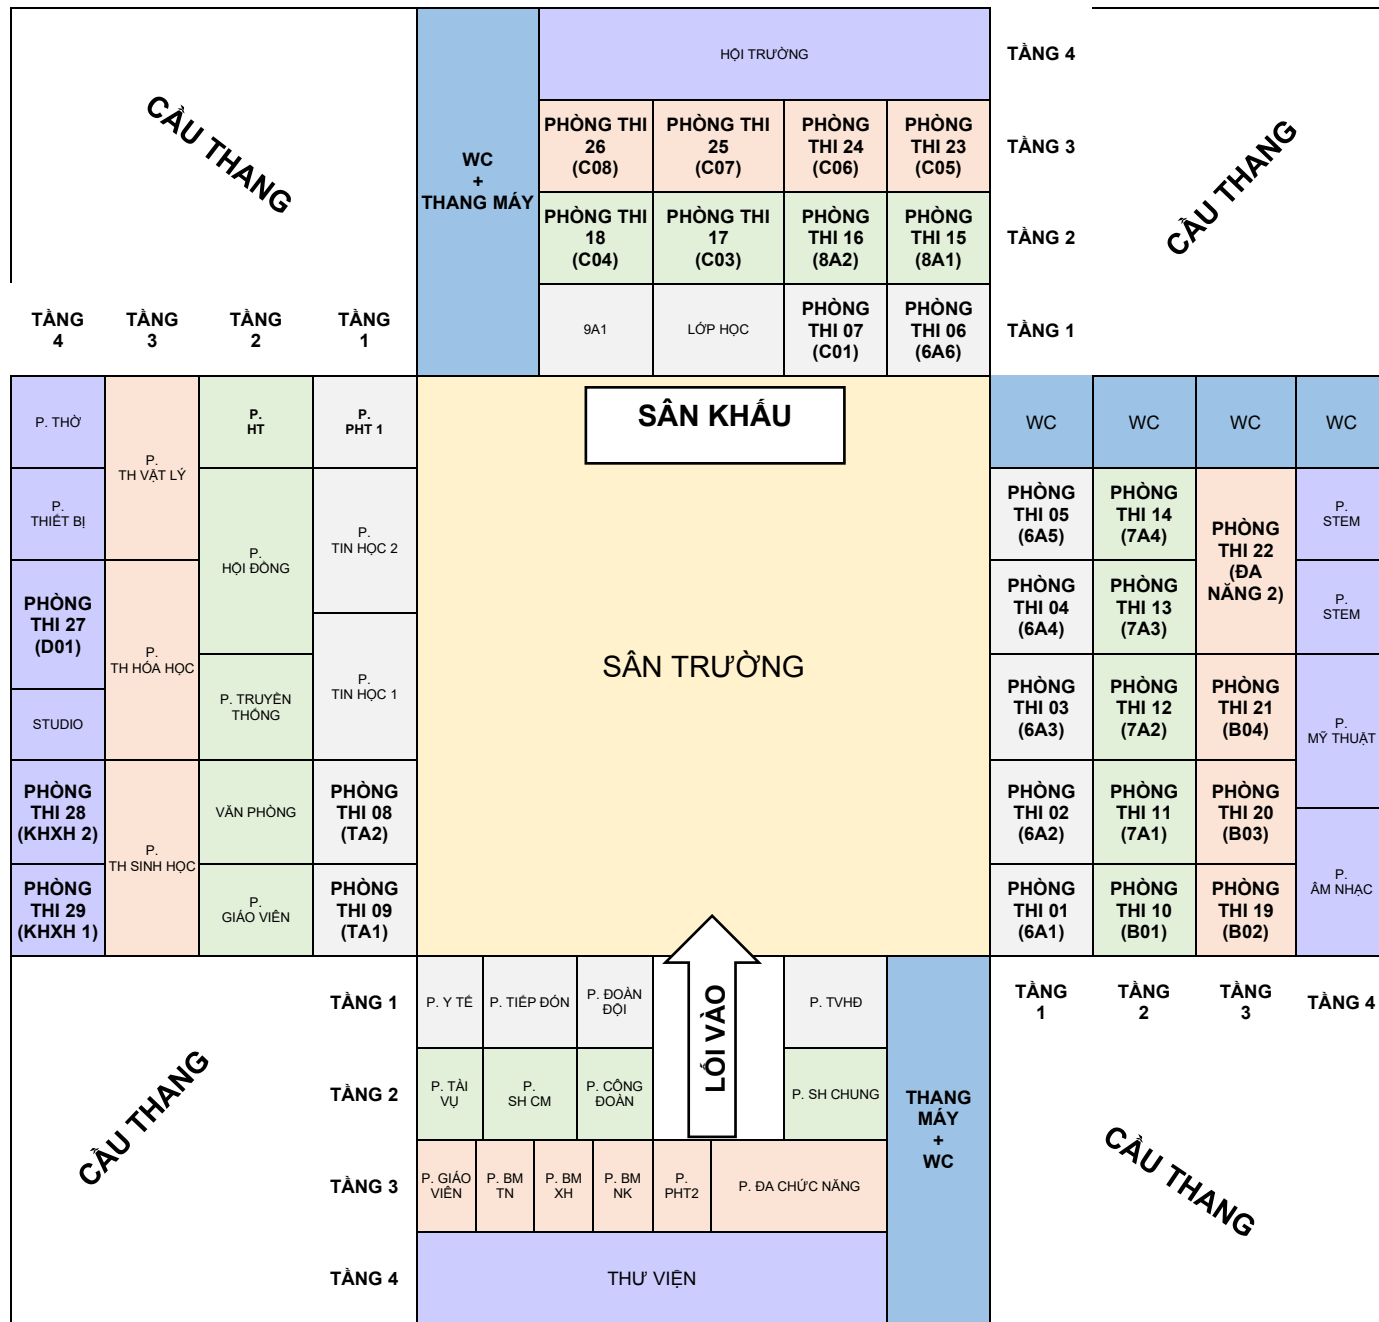 HỘI TRƯỜNG
TẦNG 4
CẦU THANG
WC
+
THANG MÁY
PHÒNG THI
26
(C08)
PHÒNG THI
25
(C07)
PHÒNG
THI 24
(C06)
PHÒNG
THI 23
(C05)
TẦNG 3
CẦU THANG
PHÒNG THI
18
(C04)
PHÒNG THI
17
(C03)
PHÒNG
THI 16
(8A2)
PHÒNG
THI 15
(8A1)
TẦNG 2
TẦNG
4
TẦNG
3
TẦNG
2
TẦNG
1
9A1
LỚP HỌC
PHÒNG
THI 07
(C01)
PHÒNG
THI 06
(6A6)
TẦNG 1
P. THỜ
P.
TH VẬT LÝ
P.
HT
P.
PHT 1
SÂN KHẤU
WC
WC
WC
WC
P.
THIẾT BỊ
P.
HỘI ĐỒNG
P.
TIN HỌC 2
PHÒNG
THI 05
(6A5)
PHÒNG
THI 14
(7A4)
PHÒNG
THI 22
(ĐA
NĂNG 2)
P.
STEM
PHÒNG
THI 27
(D01)
P.
TH HÓA HỌC
PHÒNG
THI 04
(6A4)
PHÒNG
THI 13
(7A3)
P.
STEM
SÂN TRƯỜNG
P. TRUYỀN
THỐNG
P.
TIN HỌC 1
STUDIO
PHÒNG
THI 03
(6A3)
PHÒNG
THI 12
(7A2)
PHÒNG
THI 21
(B04)
P.
MỸ THUẬT
PHÒNG
THI 28
(KHXH 2)
P.
TH SINH HỌC
VĂN PHÒNG
PHÒNG
THI 08
(TA2)
PHÒNG
THI 02
(6A2)
PHÒNG
THI 11
(7A1)
PHÒNG
THI 20
(B03)
P.
ÂM NHẠC
PHÒNG
THI 29
(KHXH 1)
P.
GIÁO VIÊN
PHÒNG
THI 09
(TA1)
PHÒNG
THI 01
(6A1)
PHÒNG
THI 10
(B01)
PHÒNG
THI 19
(B02)
TẦNG 1
P. Y TẾ
P. TIẾP ĐÓN
P. ĐOÀN
ĐỘI
LỐI VÀO
P. TVHĐ
TẦNG
1
TẦNG
2
TẦNG
3
TẦNG 4
CẦU THANG
TẦNG 2
P. TÀI
VỤ
P.
SH CM
P. CÔNG
ĐOÀN
P. SH CHUNG
THANG
MÁY
+
WC
CẦU THANG
TẦNG 3
P. GIÁO
VIÊN
P. BM
TN
P. BM
XH
P. BM
NK
P.
PHT2
P. ĐA CHỨC NĂNG
TẦNG 4
THƯ VIỆN